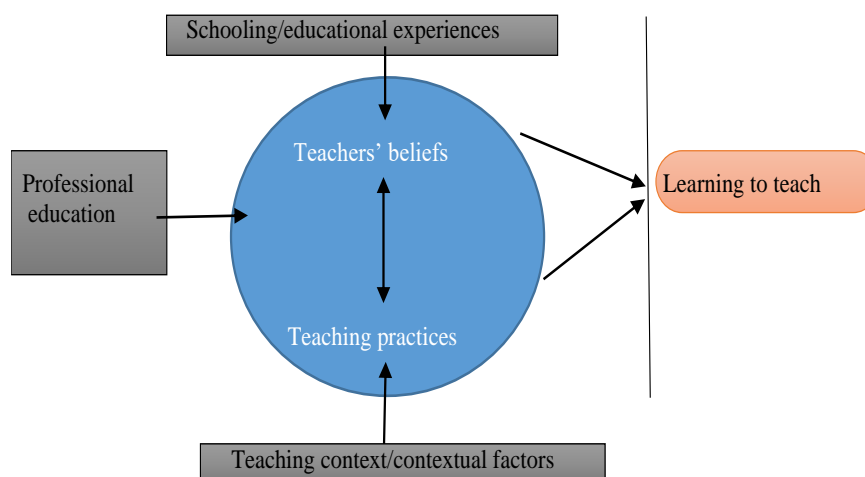 Schooling/educational experiences
Teachers’ beliefs
Professional
education
Learning to teach
Teaching practices
Teaching context/contextual factors